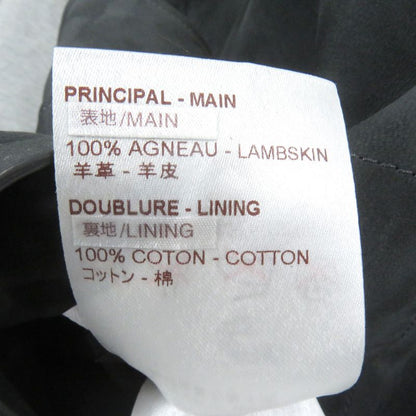 PRINCIPAL - MAIN
表地/MAIN
100% AGNEAU - LAMBSKIN
羊革 - 羊皮
DOUBLURE - LINING
裏地/LINING
100% COTON - COTTON
コットン - 棉